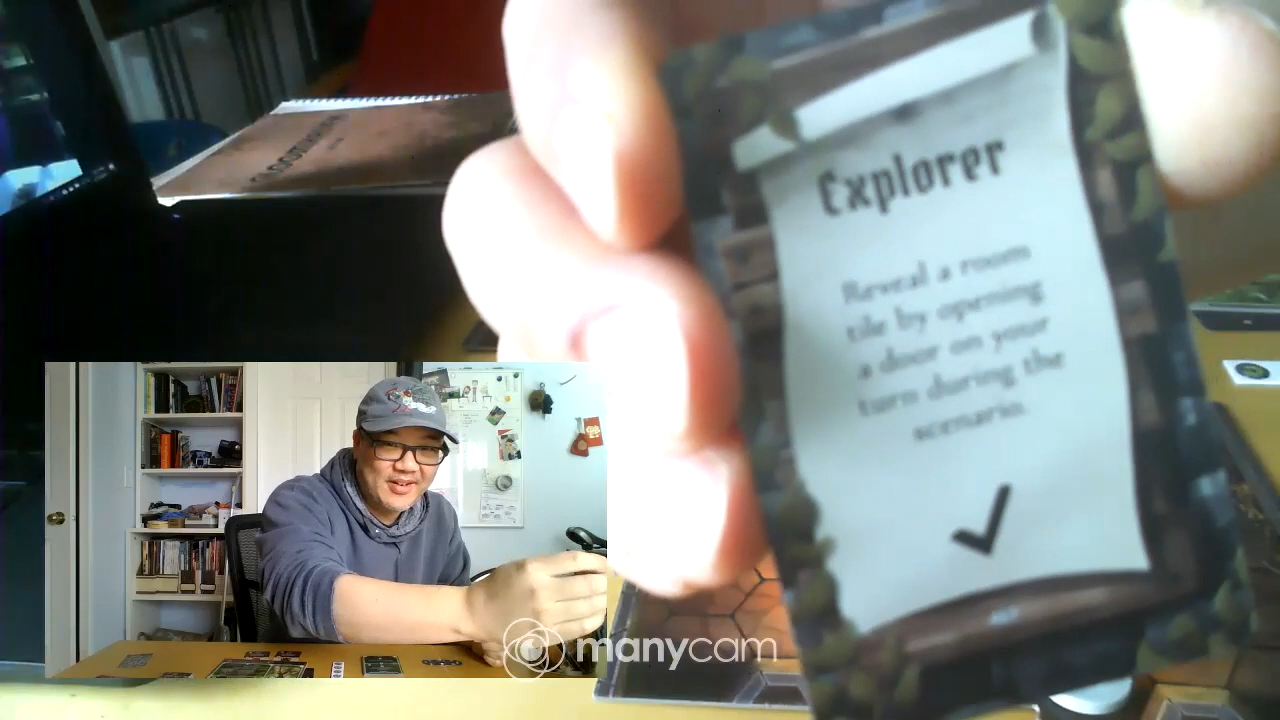 Explorer
Reveal a room
tile by opening
a door on your
turn during the
scenario.
manycam